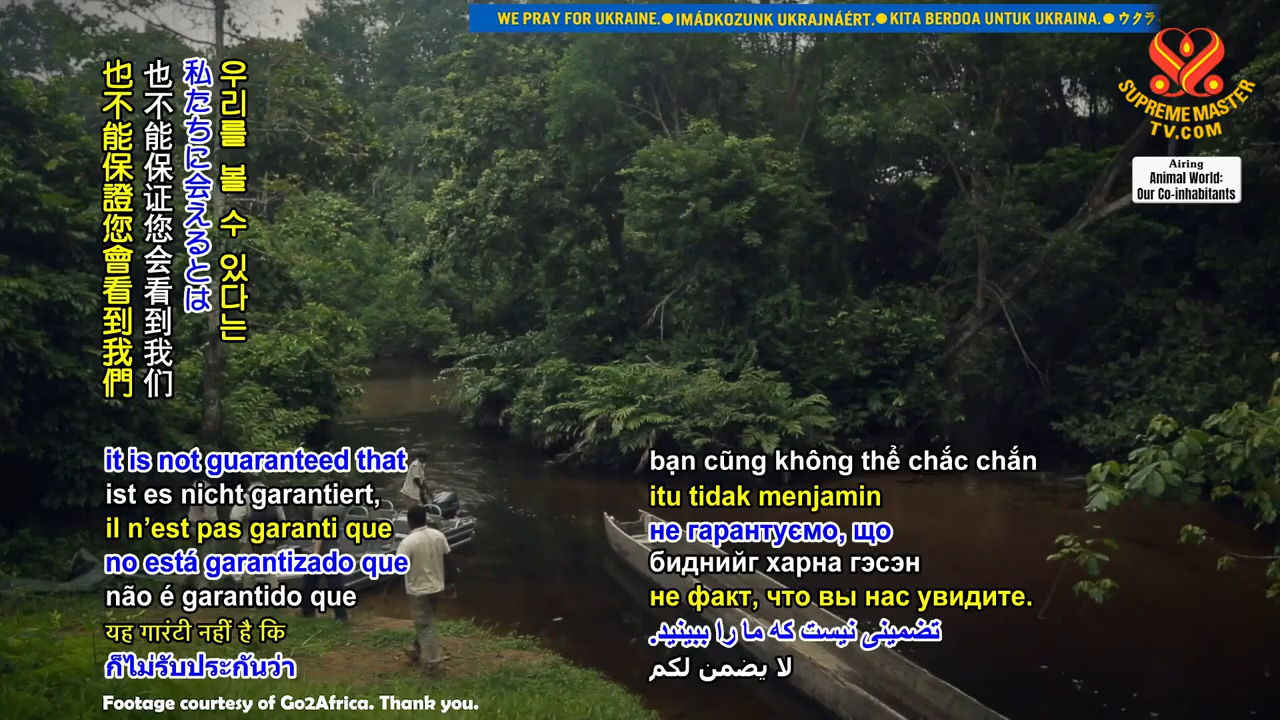 WE PRAY FOR UKRAINE.●IMÁDKOZUNK UKRAJNÁÉRT.●KITA BERDOA UNTUK UKRAINA.●ウクラ
SUPREME MASTER
TV.COM
Airing
Animal World:
Our Co-inhabitants
우리를 볼 수 있다는
私たちに会えるとは
也不能保证您会看到我们
也不能保證您會看到我們
it is not guaranteed that
ist es nicht garantiert,
il n’est pas garanti que
no está garantizado que
não é garantido que
यह गारंटी नहीं है कि
ก็ไม่รับประกันว่า
bạn cũng không thể chắc chắn
itu tidak menjamin
не гарантуємо, що
биднийг харна гэсэн
не факт, что вы нас увидите.
تضمینی نیست که ما را ببینید.
لا يضمن لكم
Footage courtesy of Go2Africa. Thank you.